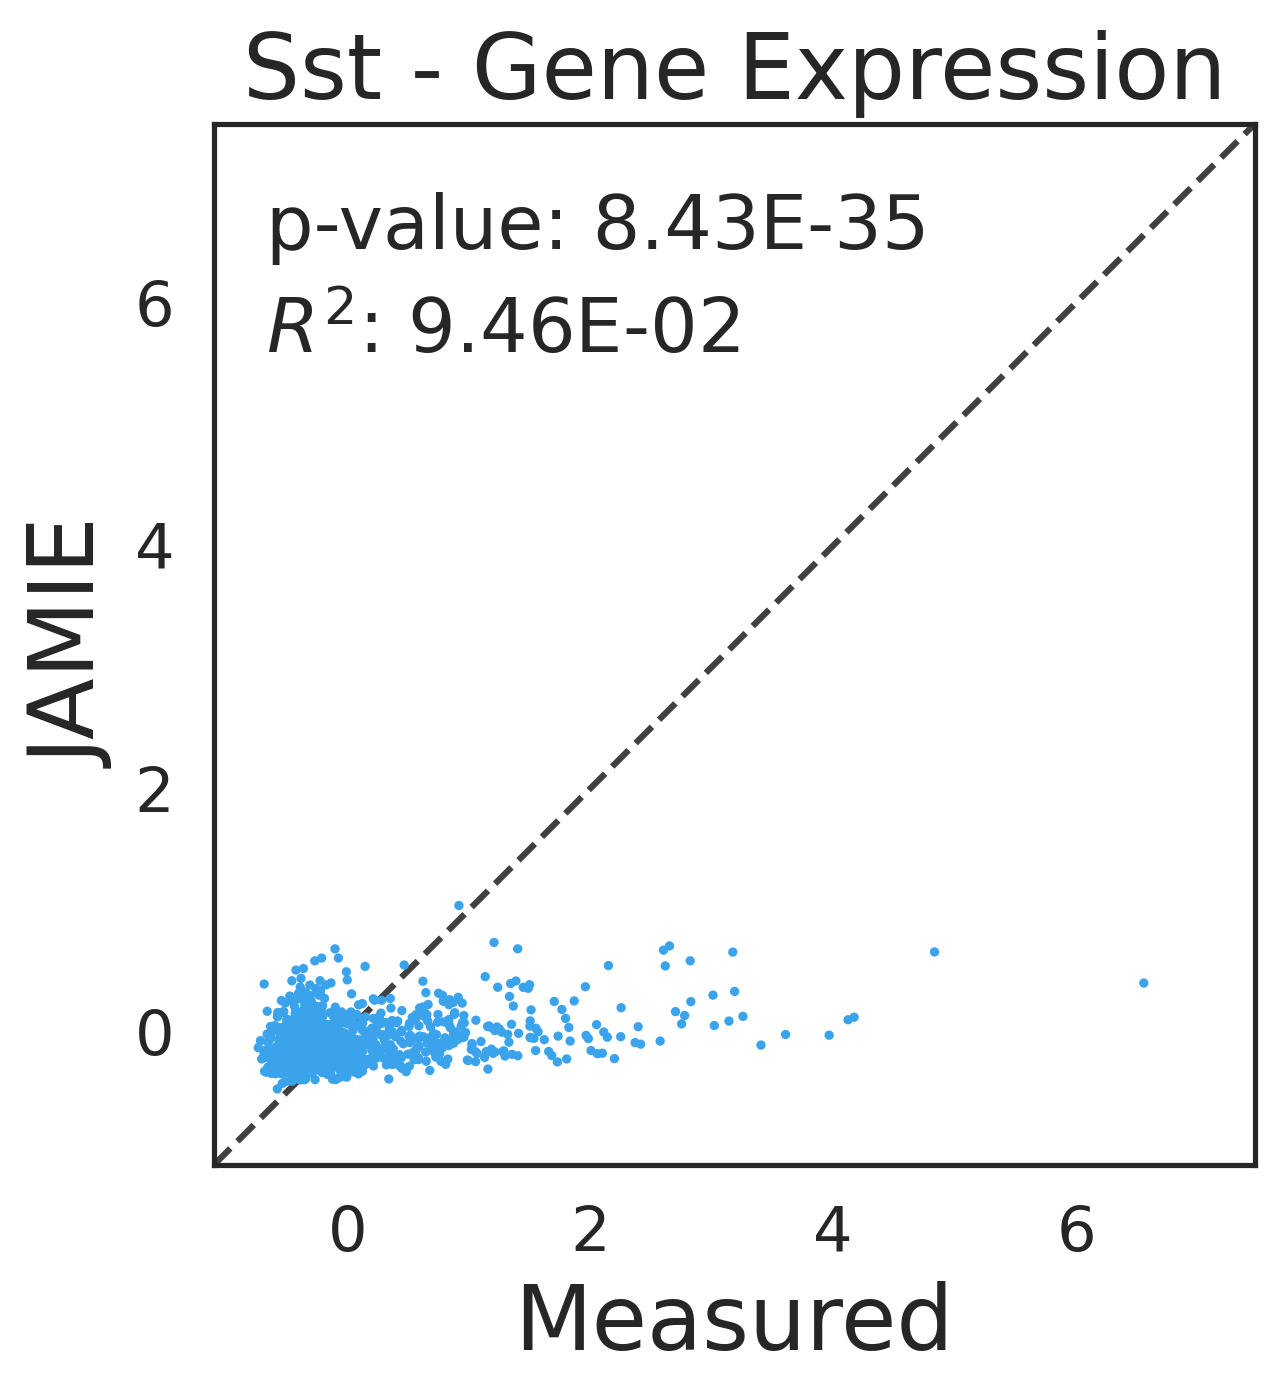 Sst - Gene Expression
p-value: 8.43E-35
R²: 9.46E-02
JAMIE
6
4
2
0
0 2 4 6
Measured